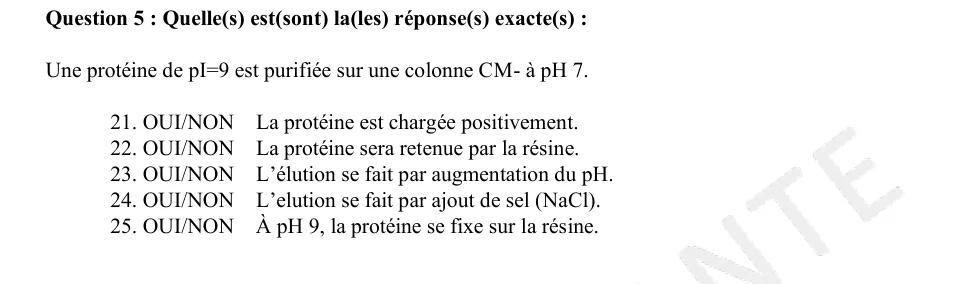 Question 5 : Quelle(s) est(sont) la(les) réponse(s) exacte(s) :
Une protéine de pI=9 est purifiée sur une colonne CM- à pH 7.
21. OUI/NON La protéine est chargée positivement.
22. OUI/NON La protéine sera retenue par la résine.
23. OUI/NON L’élution se fait par augmentation du pH.
24. OUI/NON L’elution se fait par ajout de sel (NaCl).
25. OUI/NON À pH 9, la protéine se fixe sur la résine.
NTE